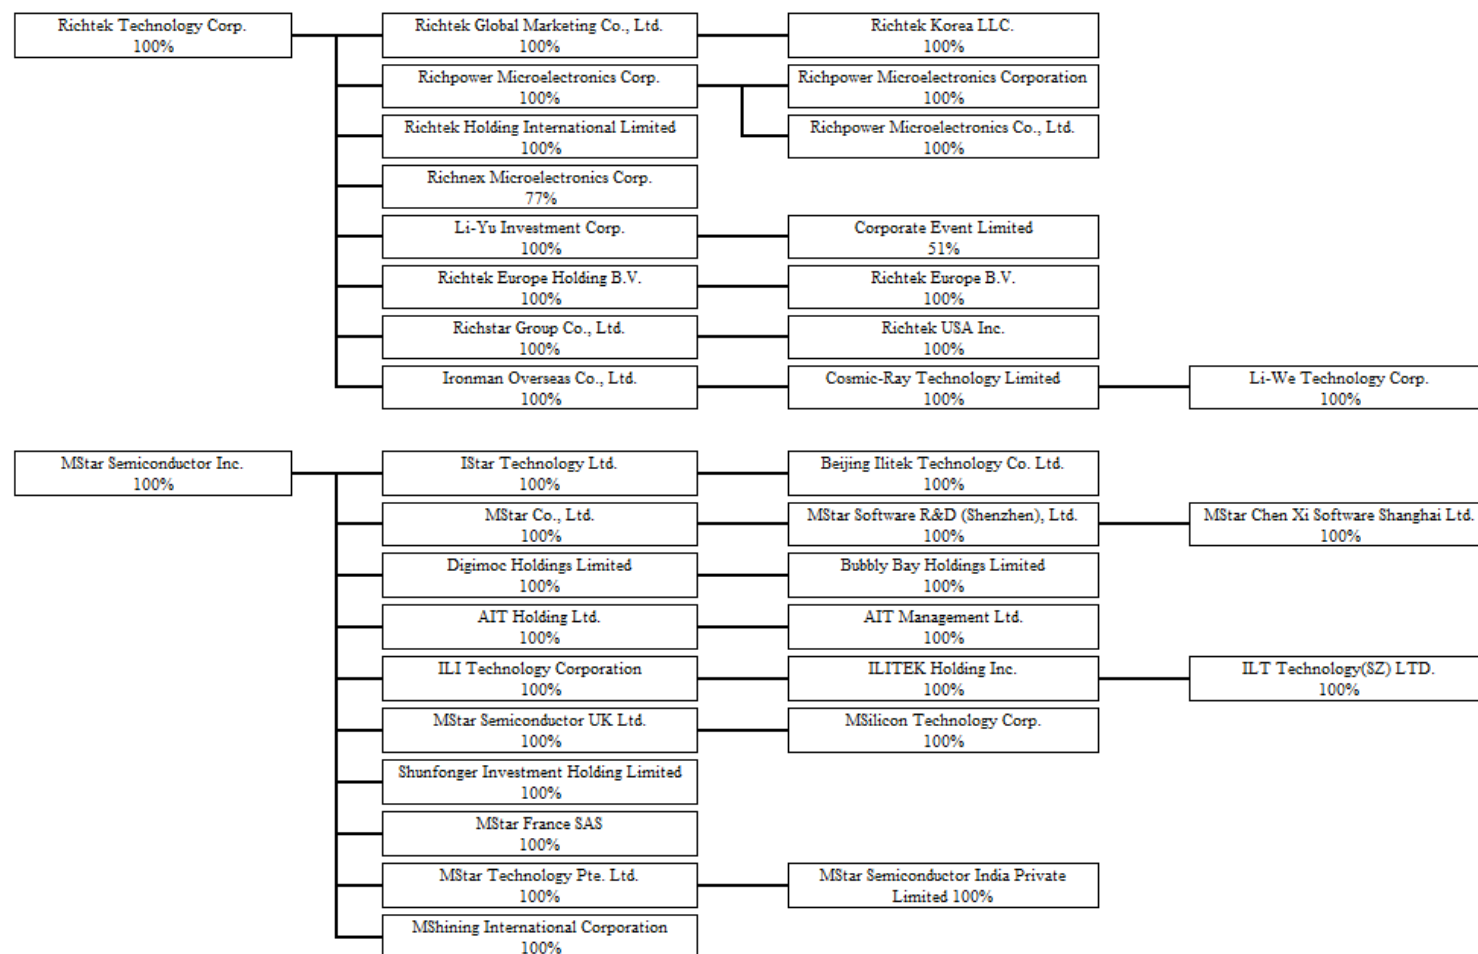 Richtek Technology Corp.
100%
Richtek Global Marketing Co., Ltd.
100%
Richtek Korea LLC.
100%
Richpower Microelectronics Corp.
100%
Richpower Microelectronics Corporation
100%
Richtek Holding International Limited
100%
Richpower Microelectronics Co., Ltd.
100%
Richnex Microelectronics Corp.
77%
Li-Yu Investment Corp.
100%
Corporate Event Limited
51%
Richtek Europe Holding B.V.
100%
Richtek Europe B.V.
100%
Richstar Group Co., Ltd.
100%
Richtek USA Inc.
100%
Ironman Overseas Co., Ltd.
100%
Cosmic-Ray Technology Limited
100%
Li-We Technology Corp.
100%
MStar Semiconductor Inc.
100%
IStar Technology Ltd.
100%
Beijing Ilitek Technology Co. Ltd.
100%
MStar Co., Ltd.
100%
MStar Software R&D (Shenzhen), Ltd.
100%
MStar Chen Xi Software Shanghai Ltd.
100%
Digimoc Holdings Limited
100%
Bubbly Bay Holdings Limited
100%
AIT Holding Ltd.
100%
AIT Management Ltd.
100%
ILI Technology Corporation
100%
ILITEK Holding Inc.
100%
ILT Technology(SZ) LTD.
100%
MStar Semiconductor UK Ltd.
100%
MSilicon Technology Corp.
100%
Shunfonger Investment Holding Limited
100%
MStar France SAS
100%
MStar Technology Pte. Ltd.
100%
MStar Semiconductor India Private
Limited 100%
MShining International Corporation
100%